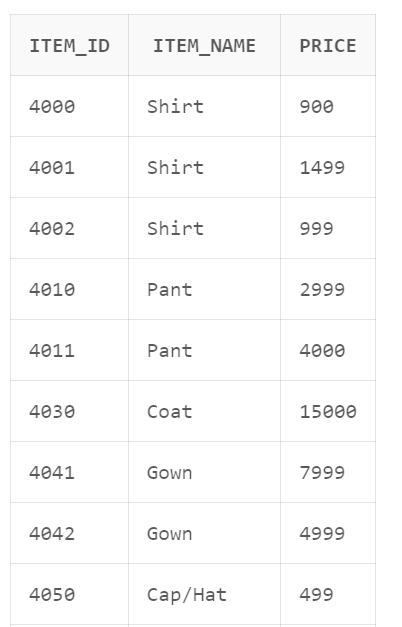 ITEM_ID ITEM_NAME PRICE
4000 Shirt 900
4001 Shirt 1499
4002 Shirt 999
4010 Pant 2999
4011 Pant 4000
4030 Coat 15000
4041 Gown 7999
4042 Gown 4999
4050 Cap/Hat 499